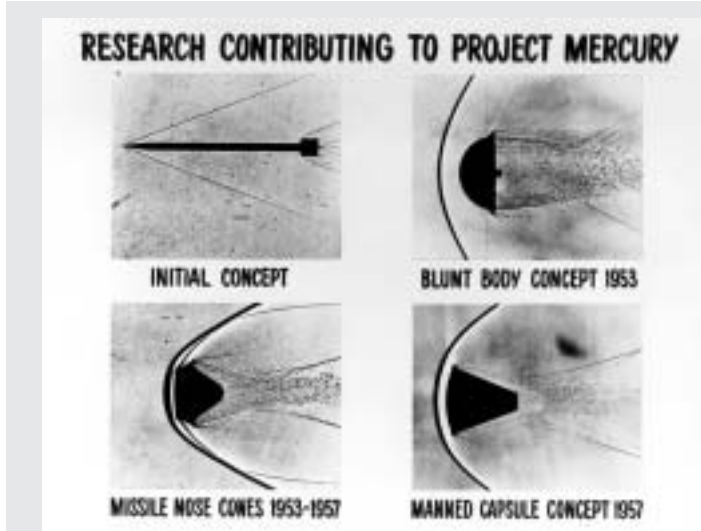 RESEARCH CONTRIBUTING TO PROJECT MERCURY
INITIAL CONCEPT
BLUNT BODY CONCEPT 1953
MISSILE NOSE CONES 1953-1957
MANNED CAPSULE CONCEPT 1957